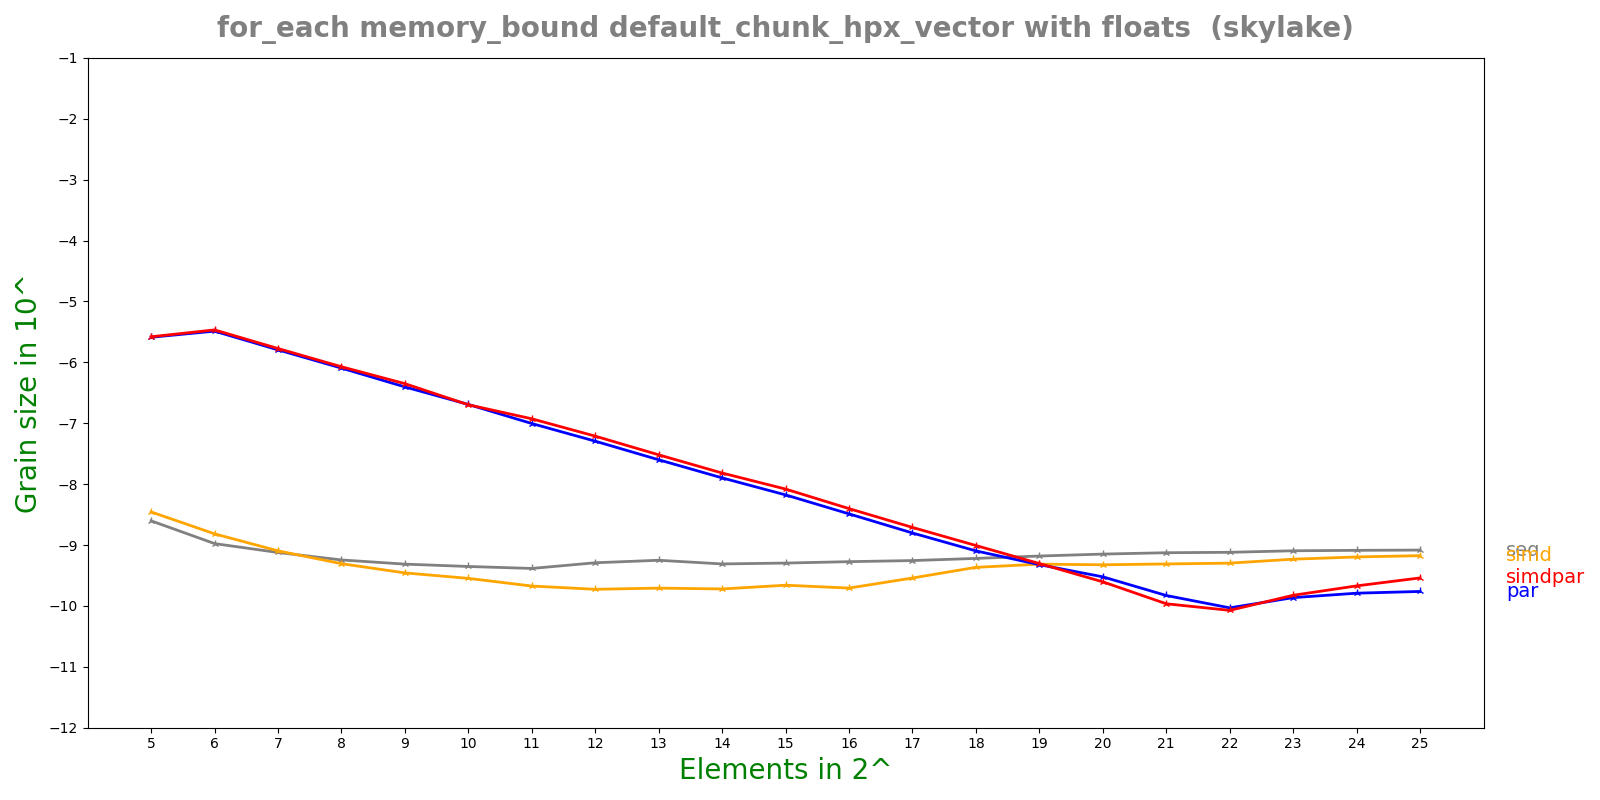 for_each memory_bound default_chunk_hpx_vector with floats  (skylake)
Grain size in 10^
−1
−2
−3
−4
−5
−6
−7
−8
−9
−10
−11
−12
seq
simd
simdpar
par
5 6 7 8 9 10 11 12 13 14 15 16 17 18 19 20 21 22 23 24 25
Elements in 2^